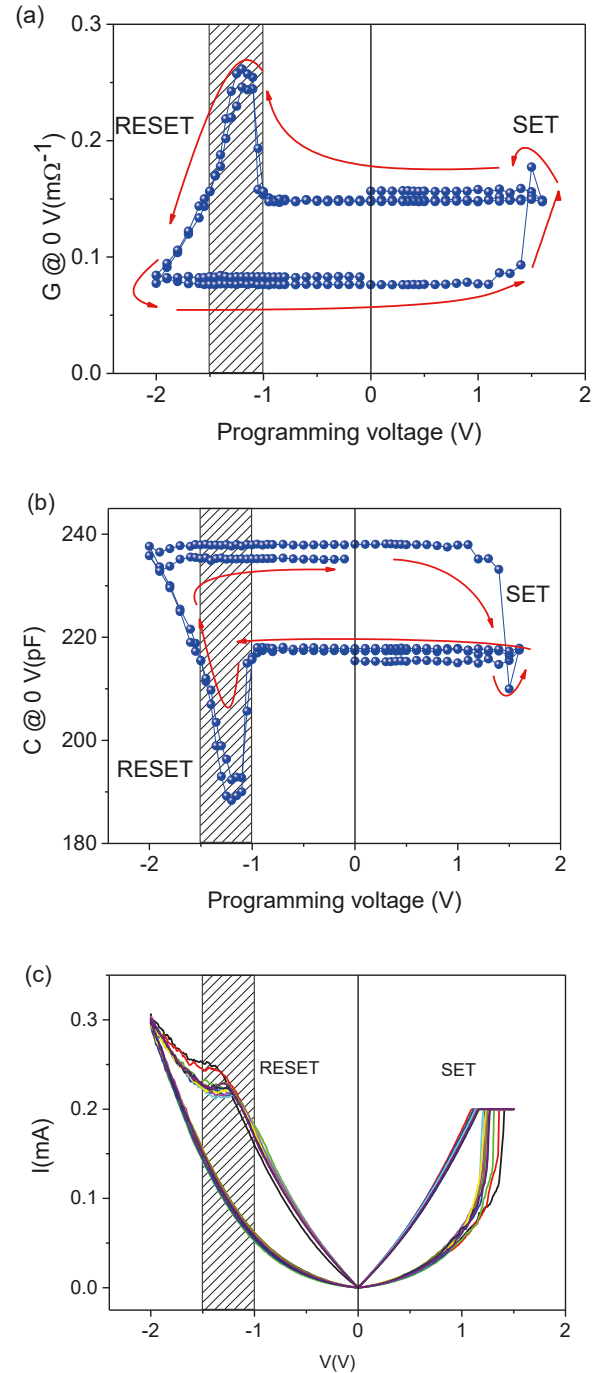 (a)
0.3
0.2
0.1
0.0
G @ 0 V(mΩ⁻¹)
RESET
SET
-2
-1
0
1
2
Programming voltage (V)
(b)
240
220
200
180
C @ 0 V(pF)
SET
RESET
-2
-1
0
1
2
Programming voltage (V)
(c)
0.3
0.2
0.1
0.0
I(mA)
RESET
SET
-2
-1
0
1
2
V(V)